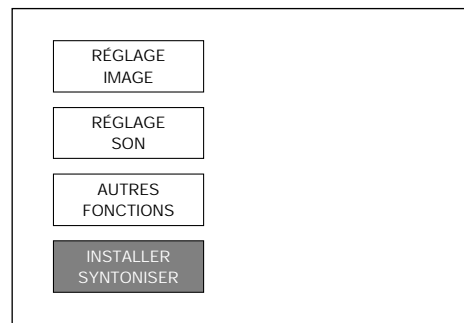 RÉGLAGE
IMAGE
RÉGLAGE
SON
AUTRES
FONCTIONS
INSTALLER
SYNTONISER